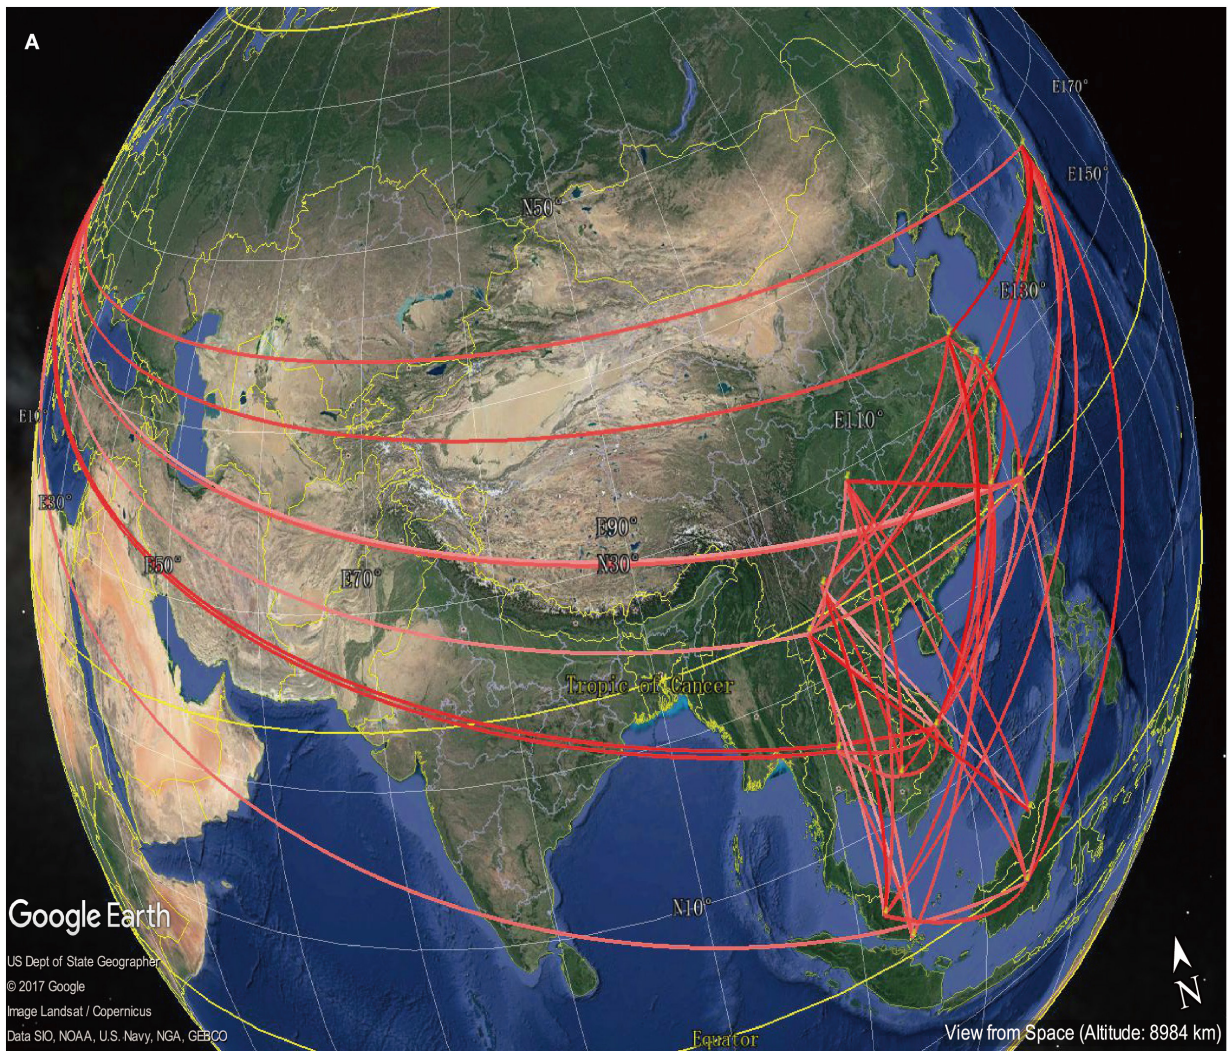 A
E170°
E150°
N50°
E130°
E10°
E110°
E30°
E90°
E50°
N30°
E70°
Tropic of Cancer
N10°
Google Earth
US Dept of State Geographer
© 2017 Google
Image Landsat / Copernicus
Data SIO, NOAA, U.S. Navy, NGA, GEBCO
N
View from Space (Altitude: 8984 km)
Equator